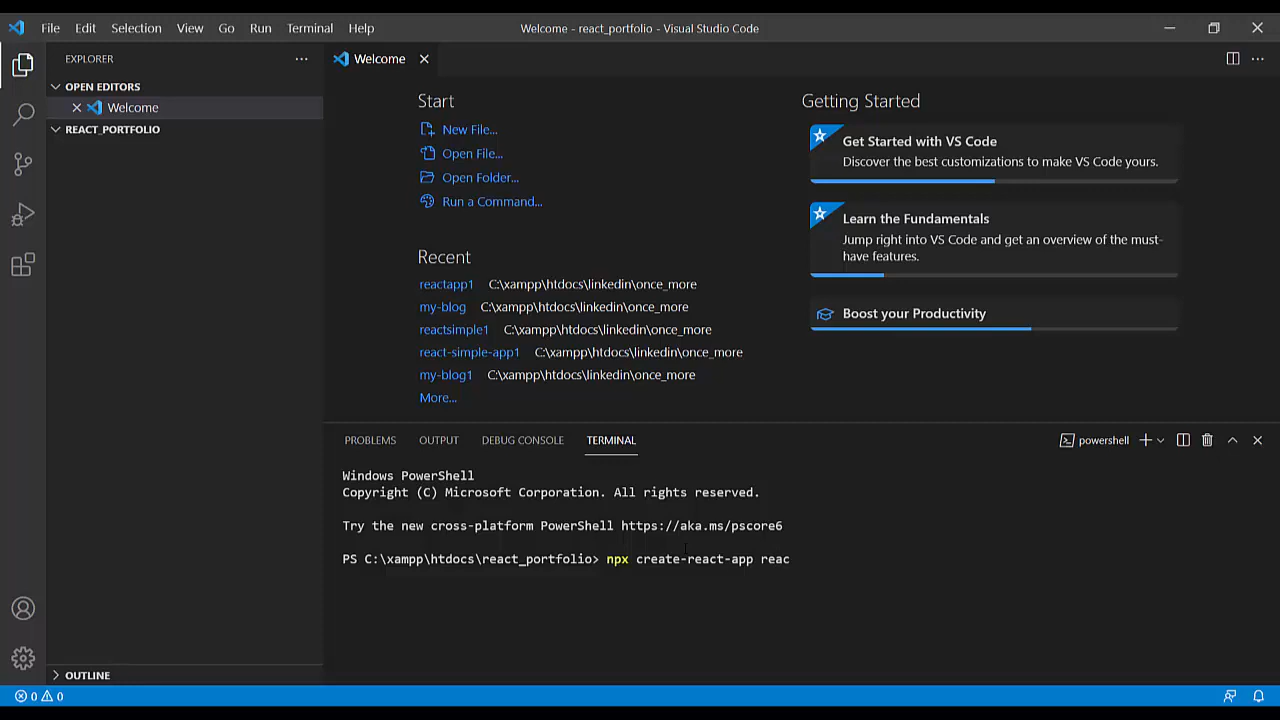 File Edit Selection View Go Run Terminal Help
Welcome - react_portfolio - Visual Studio Code
EXPLORER
OPEN EDITORS
Welcome
REACT_PORTFOLIO
OUTLINE
Welcome
Start
New File...
Open File...
Open Folder...
Run a Command...
Recent
reactapp1 C:\xampp\htdocs\linkedin\once_more
my-blog C:\xampp\htdocs\linkedin\once_more
reactsimple1 C:\xampp\htdocs\linkedin\once_more
react-simple-app1 C:\xampp\htdocs\linkedin\once_more
my-blog1 C:\xampp\htdocs\linkedin\once_more
More...
Getting Started
Get Started with VS Code
Discover the best customizations to make VS Code yours.
Learn the Fundamentals
Jump right into VS Code and get an overview of the must-
have features.
Boost your Productivity
PROBLEMS OUTPUT DEBUG CONSOLE TERMINAL
powershell
Windows PowerShell
Copyright (C) Microsoft Corporation. All rights reserved.
Try the new cross-platform PowerShell https://aka.ms/pscore6
PS C:\xampp\htdocs\react_portfolio> npx create-react-app reac
0 0